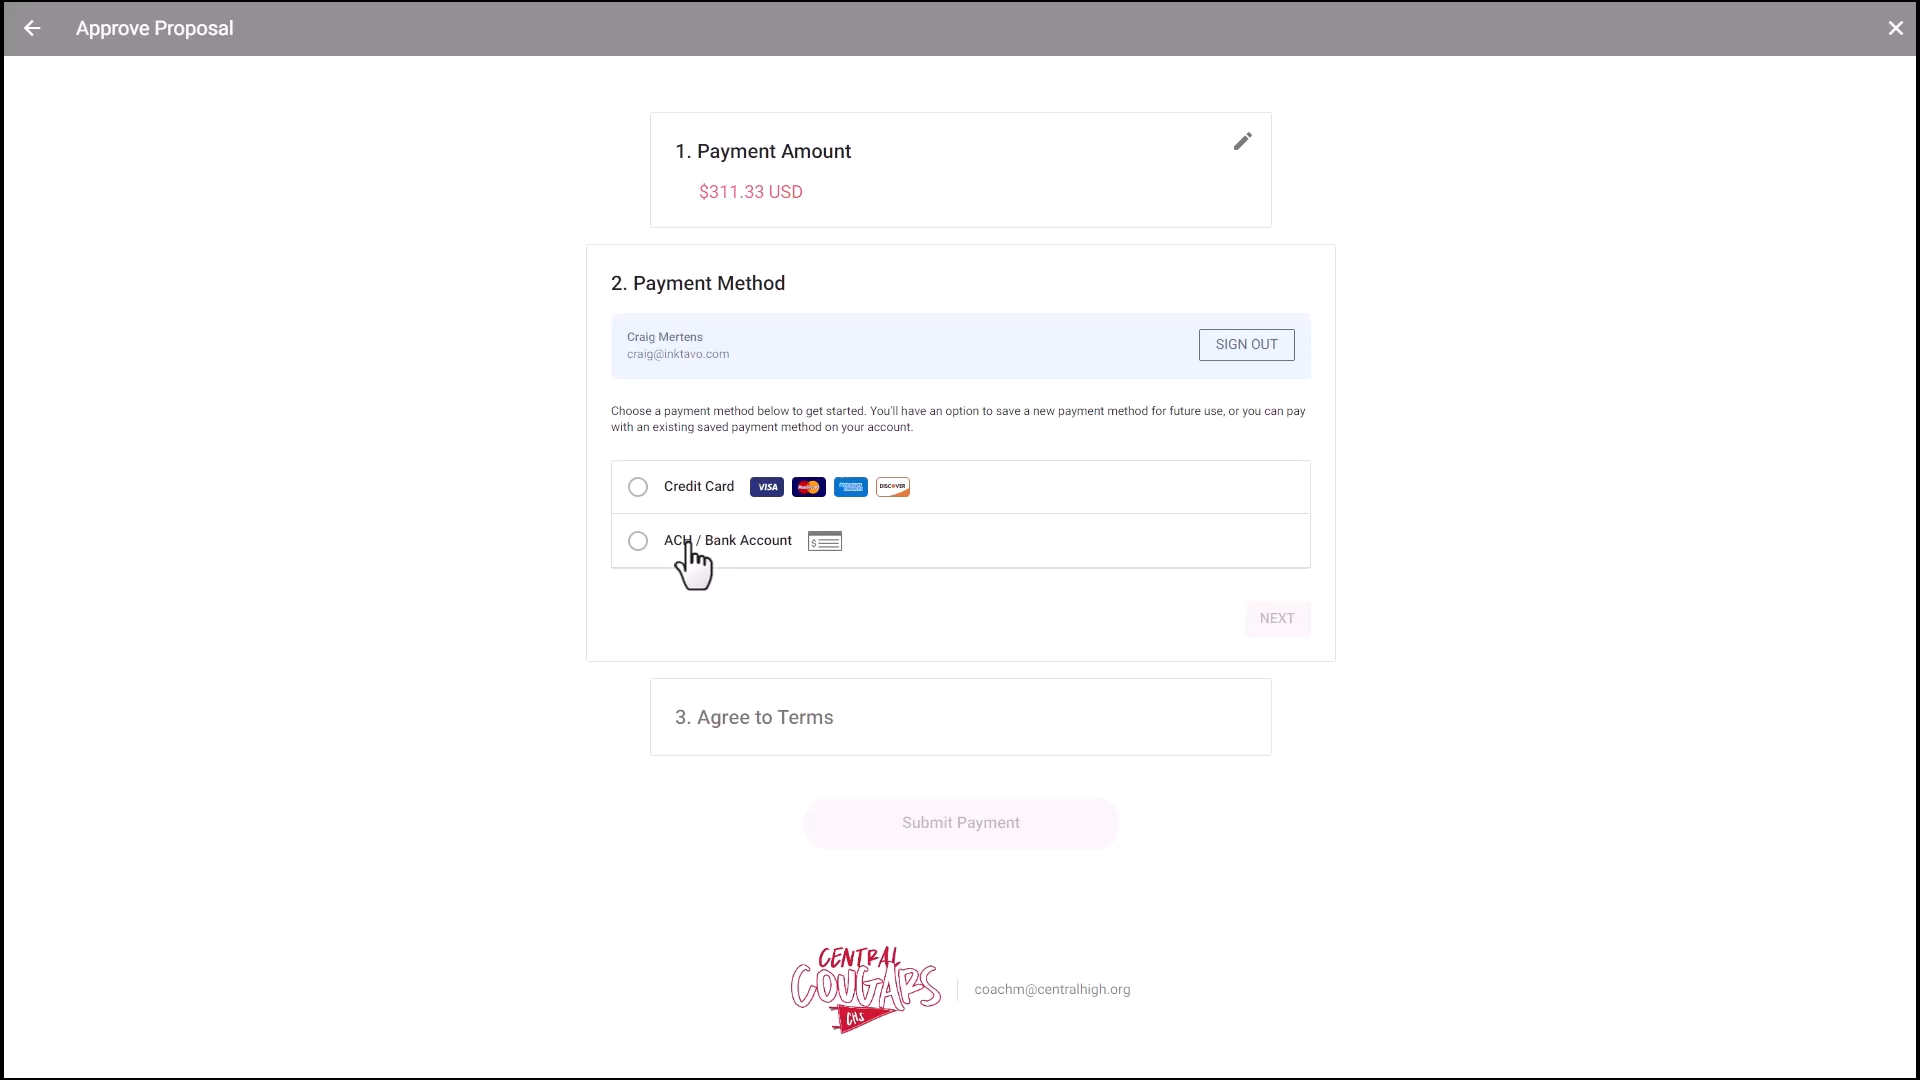 Approve Proposal
1. Payment Amount
$311.33 USD
2. Payment Method
Craig Mertens
craig@inktavo.com
SIGN OUT
Choose a payment method below to get started. You'll have an option to save a new payment method for future use, or you can pay
with an existing saved payment method on your account.
Credit Card VISA MasterCard AMERICAN EXPRESS DISCOVER
ACH / Bank Account $
NEXT
3. Agree to Terms
Submit Payment
CENTRAL
COUGARS
CHS
coachm@centralhigh.org